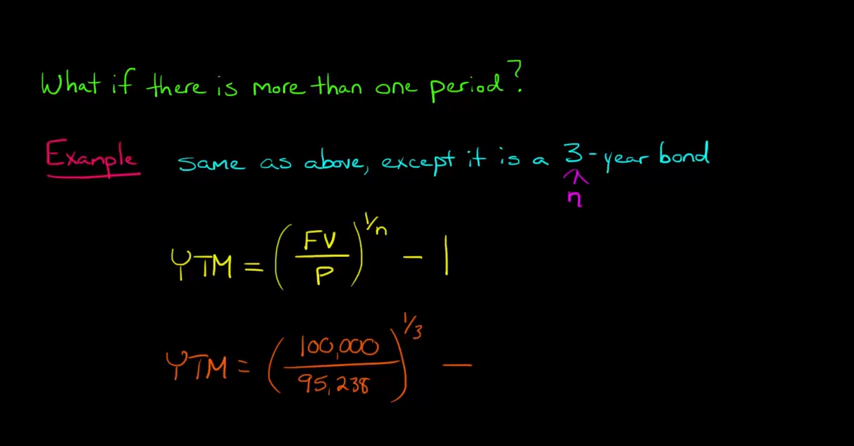 What if there is more than one period?
Example same as above, except it is a 3-year bond
n
YTM = (FV/P)^1/n - 1
YTM = (100,000/95,238)^1/3 -